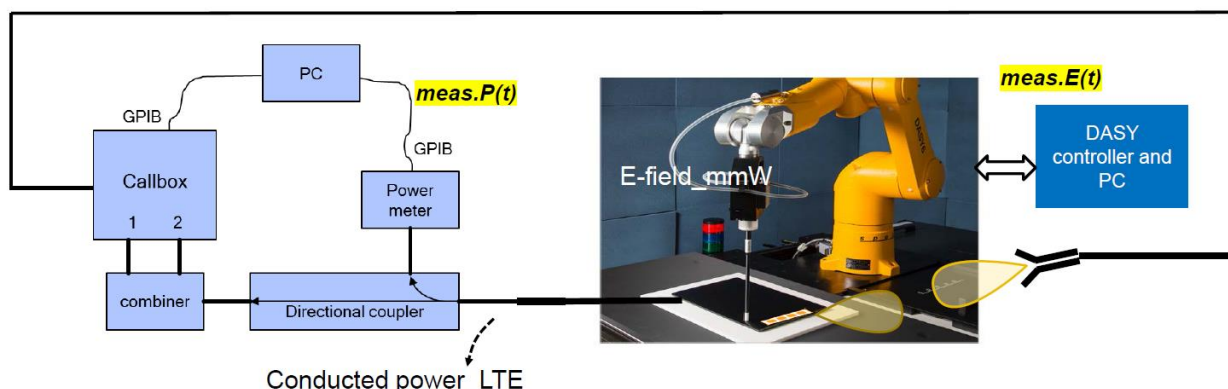 PC
meas.P(t)
meas.E(t)
GPIB
GPIB
Callbox
1 2
Power
meter
E-field_mmW
DASY
controller and
PC
DASY6
combiner
Directional coupler
Conducted power LTE